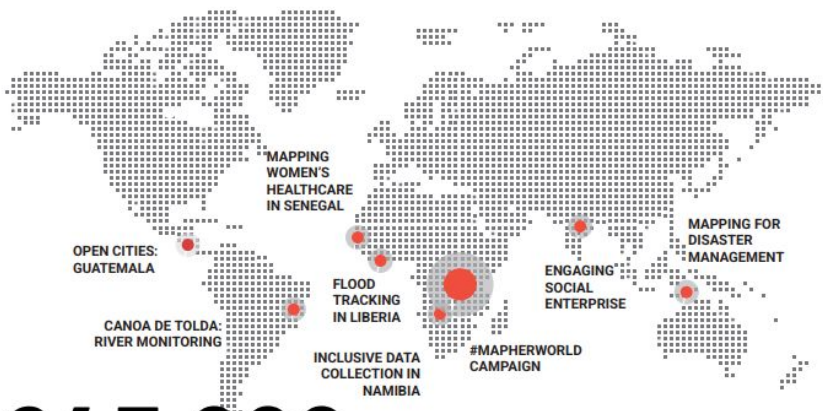 MAPPING
WOMEN'S
HEALTHCARE
IN SENEGAL
OPEN CITIES:
GUATEMALA
CANOA DE TOLDA:
RIVER MONITORING
FLOOD
TRACKING
IN LIBERIA
INCLUSIVE DATA
COLLECTION IN
NAMIBIA
#MAPHERWORLD
CAMPAIGN
ENGAGING
SOCIAL
ENTERPRISE
MAPPING FOR
DISASTER
MANAGEMENT